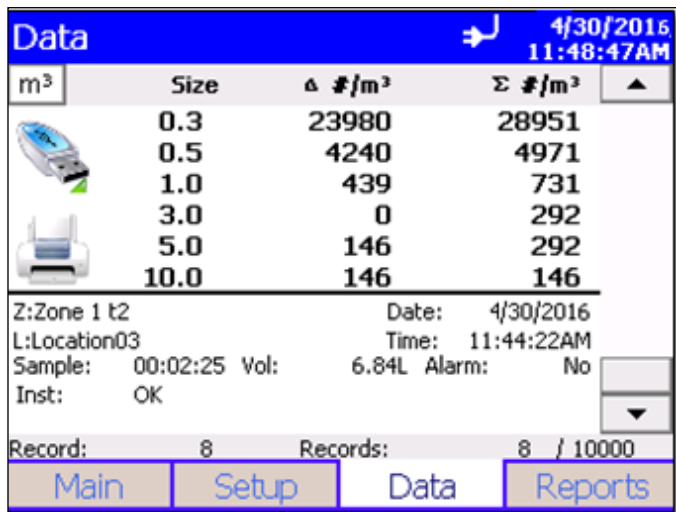 Data 4/30/2016
11:48:47AM
m³ Size Δ #/m³ Σ #/m³
0.3 23980 28951
0.5 4240 4971
1.0 439 731
3.0 0 292
5.0 146 292
10.0 146 146
Z:Zone 1 t2 Date: 4/30/2016
L:Location03 Time: 11:44:22AM
Sample: 00:02:25 Vol: 6.84L Alarm: No
Inst: OK
Record: 8 Records: 8 / 10000
Main Setup Data Reports